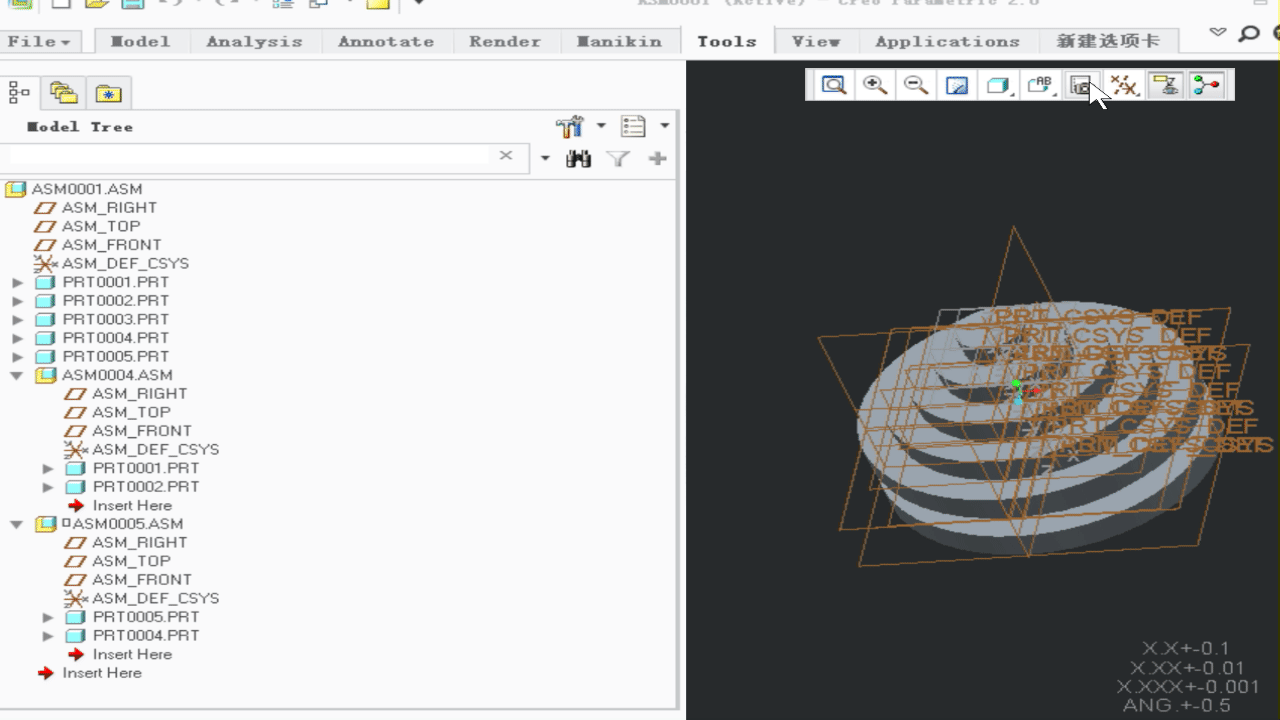 ASM0001 (Active) - Creo Parametric 2.0
File Model Analysis Annotate Render Manikin Tools View Applications 新建选项卡
Model Tree
ASM0001.ASM
ASM_RIGHT
ASM_TOP
ASM_FRONT
ASM_DEF_CSYS
PRT0001.PRT
PRT0002.PRT
PRT0003.PRT
PRT0004.PRT
PRT0005.PRT
ASM0004.ASM
ASM_RIGHT
ASM_TOP
ASM_FRONT
ASM_DEF_CSYS
PRT0001.PRT
PRT0002.PRT
Insert Here
ASM0005.ASM
ASM_RIGHT
ASM_TOP
ASM_FRONT
ASM_DEF_CSYS
PRT0005.PRT
PRT0004.PRT
Insert Here
Insert Here
AB
PRT_CSYS_DEF
PRT_CSYS_DEF
PRT_CSYS_DEF
PRT_CSYS_DEF
PRT_CSYS_DEF
X.X+-0.1
X.XX+-0.01
X.XXX+-0.001
ANG.+-0.5